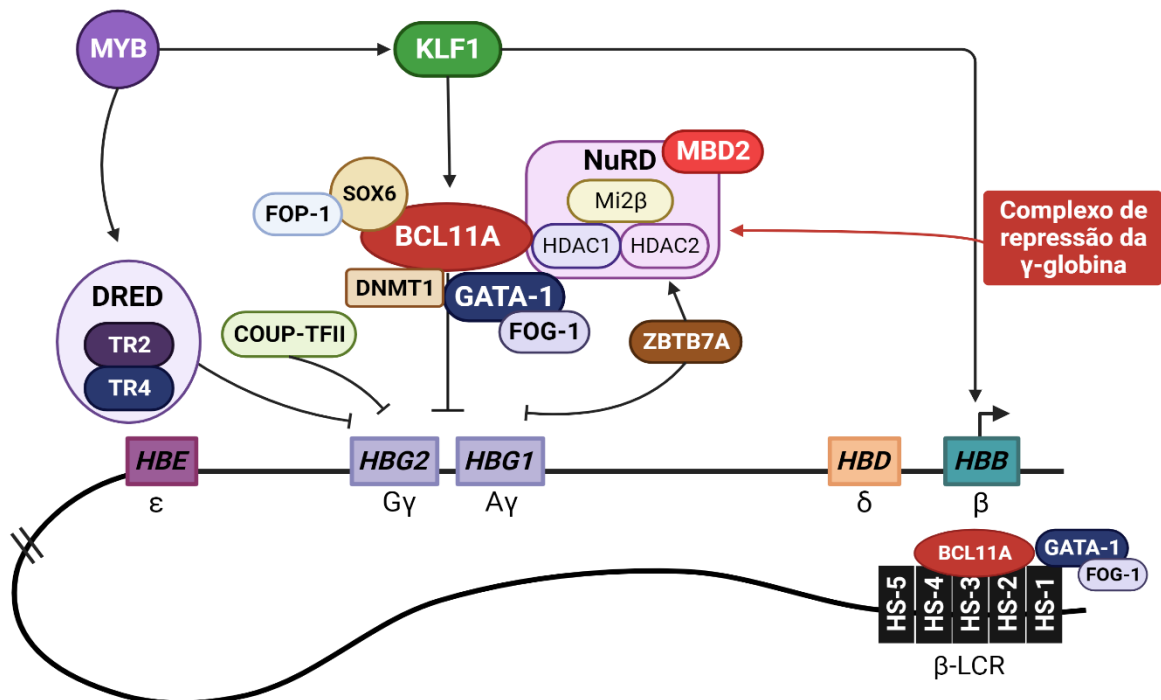 MYB
KLF1
NuRD
MBD2
Mi2β
HDAC1
HDAC2
SOX6
FOP-1
BCL11A
DNMT1
GATA-1
FOG-1
Complexo de
repressão da
γ-globina
DRED
TR2
TR4
COUP-TFII
ZBTB7A
HBE
HBG2
HBG1
HBD
HBB
ε
Gγ
Aγ
δ
β
BCL11A
GATA-1
FOG-1
HS-5
HS-4
HS-3
HS-2
HS-1
β-LCR